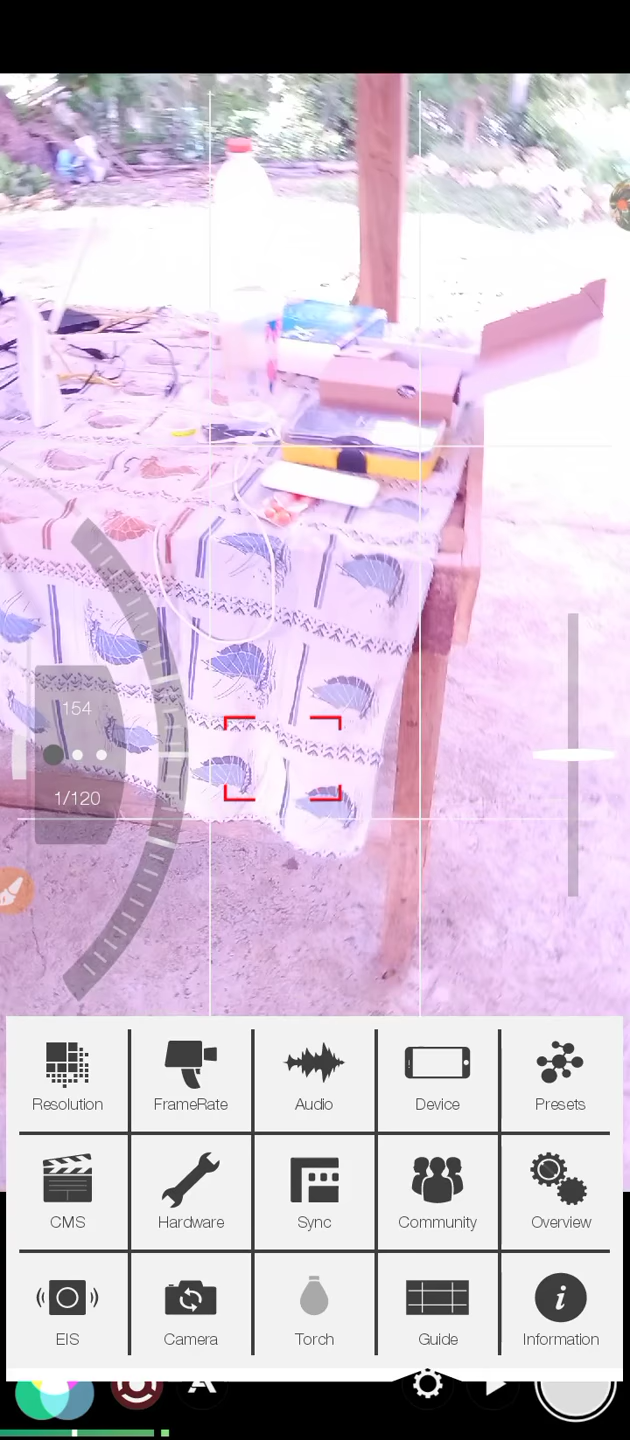 154
1/120
Resolution
FrameRate
Audio
Device
Presets
CMS
Hardware
Sync
Community
Overview
EIS
Camera
Torch
Guide
Information